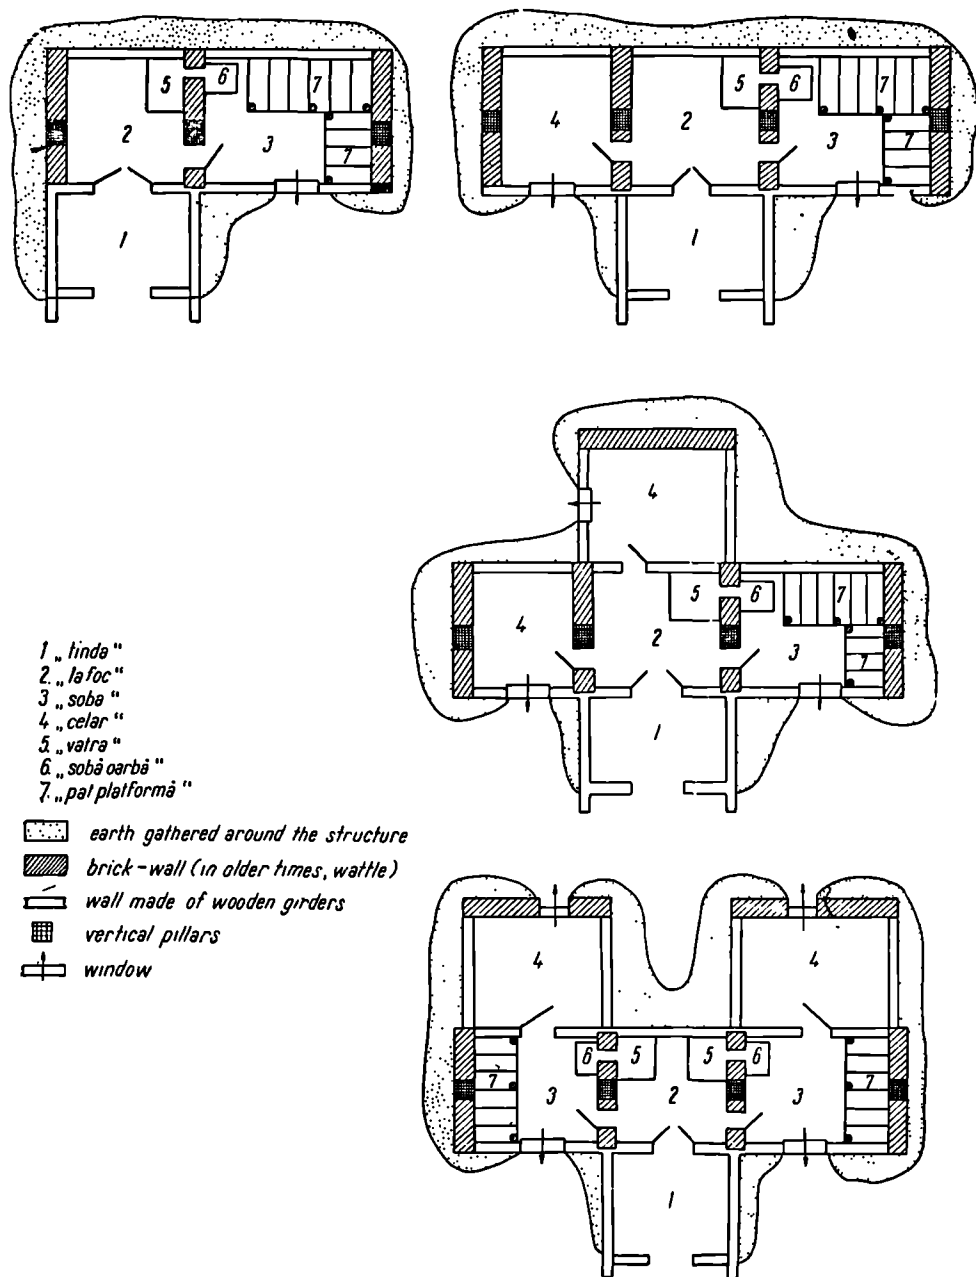 5 6 7
2 3 7
1
4 2 5 6 7
3 7
1
4
4 2 5 6 7
3 7
1
1 „ tinda “
2. „ la foc “
3 „ soba “
4 „ celar “
5. „ vatra “
6 „ sobă oarbă “
7. „ pat platformă “
earth gathered around the structure
brick-wall (in older times, wattle)
wall made of wooden girders
vertical pillars
window
4 4
6 5 5 6
7 3 2 3 7
1